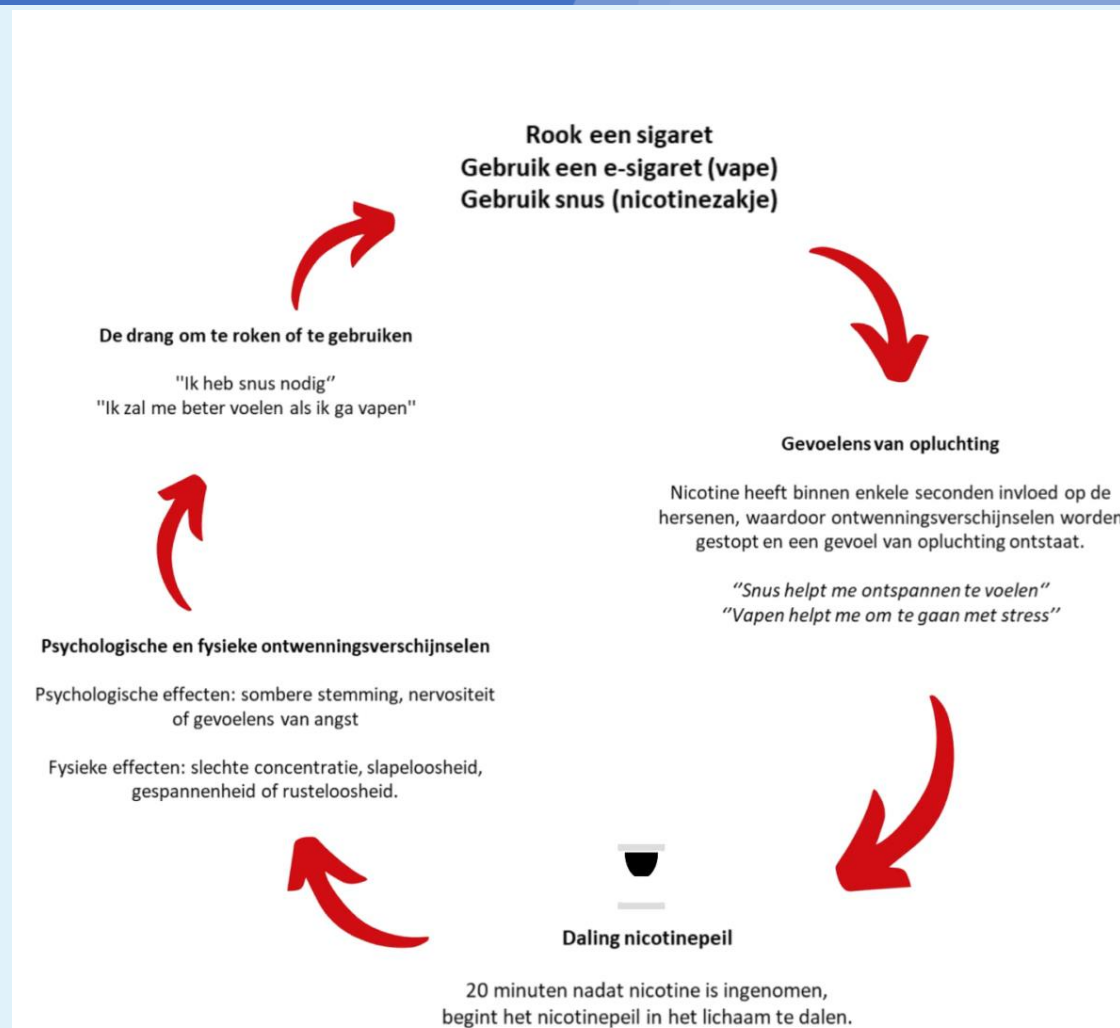 Rook een sigaret
Gebruik een e-sigaret (vape)
Gebruik snus (nicotinezakje)
Gevoelens van opluchting
Nicotine heeft binnen enkele seconden invloed op de
hersenen, waardoor ontwenningsverschijnselen worden
gestopt en een gevoel van opluchting ontstaat.
‘’Snus helpt me ontspannen te voelen’’
‘’Vapen helpt me om te gaan met stress’’
Daling nicotinepeil
20 minuten nadat nicotine is ingenomen,
begint het nicotinepeil in het lichaam te dalen.
Psychologische en fysieke ontwenningsverschijnselen
Psychologische effecten: sombere stemming, nervositeit
of gevoelens van angst
Fysieke effecten: slechte concentratie, slapeloosheid,
gespannenheid of rusteloosheid.
De drang om te roken of te gebruiken
"Ik heb snus nodig’’
"Ik zal me beter voelen als ik ga vapen"